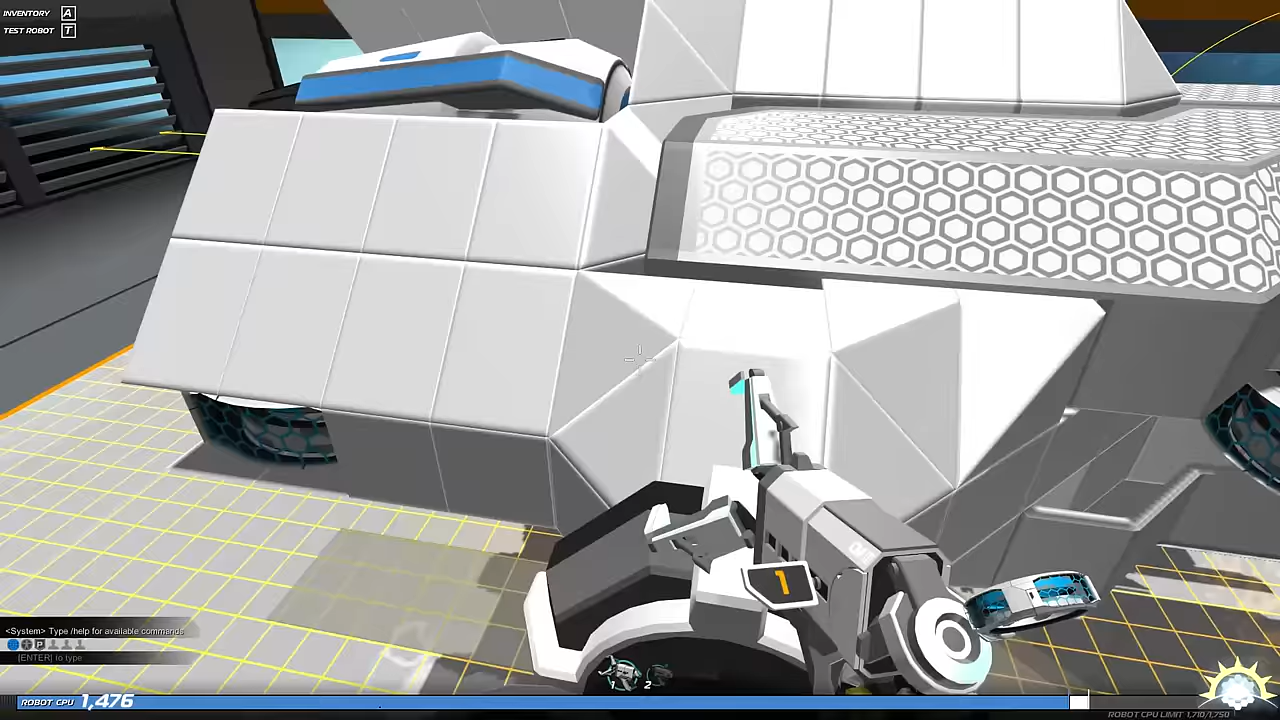 INVENTORY A
TEST ROBOT T
1
<System> Type /help for available commands
P
[ENTER] to type
1 2
ROBOT CPU 1,476
ROBOT CPU LIMIT 1,710/1,750